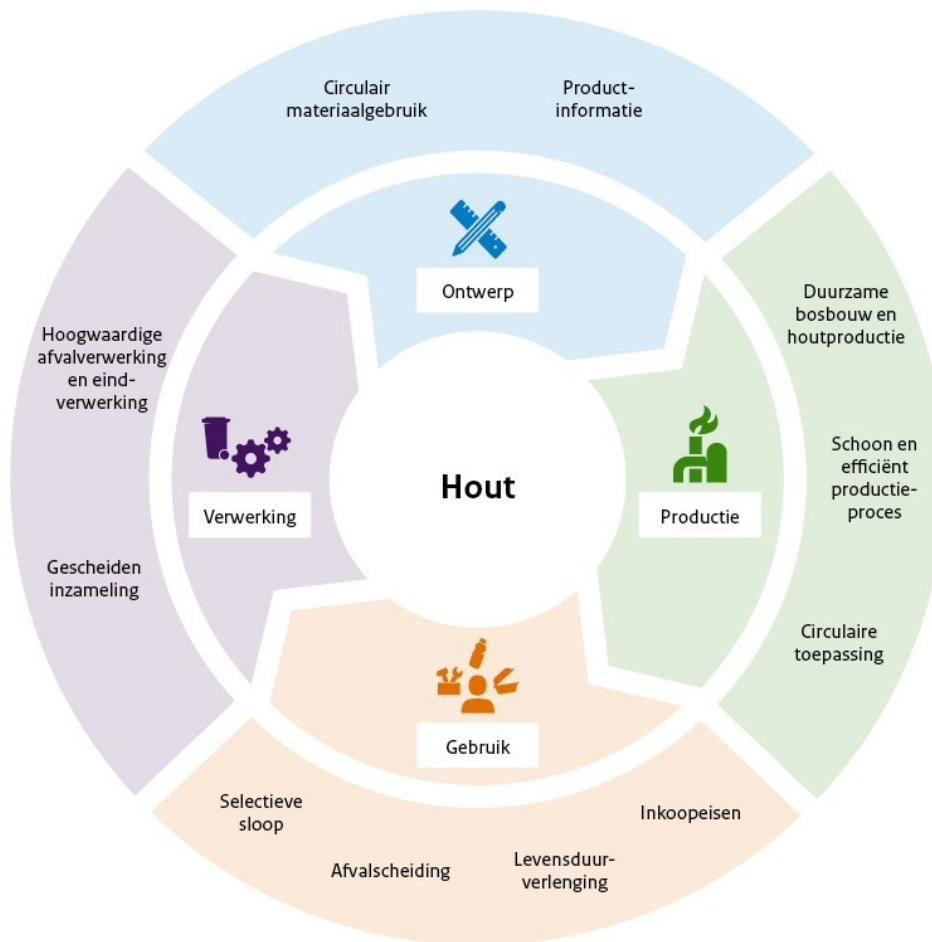 Circulair
materiaalgebruik
Product-
informatie
Ontwerp
Duurzame
bosbouw en
houtproductie
Schoon en
efficiënt
productie-
proces
Circulaire
toepassing
Productie
Hout
Hoogwaardige
afvalverwerking
en eind-
verwerking
Gescheiden
inzameling
Verwerking
Gebruik
Selectieve
sloop
Afvalscheiding
Levensduur-
verlenging
Inkoopeisen